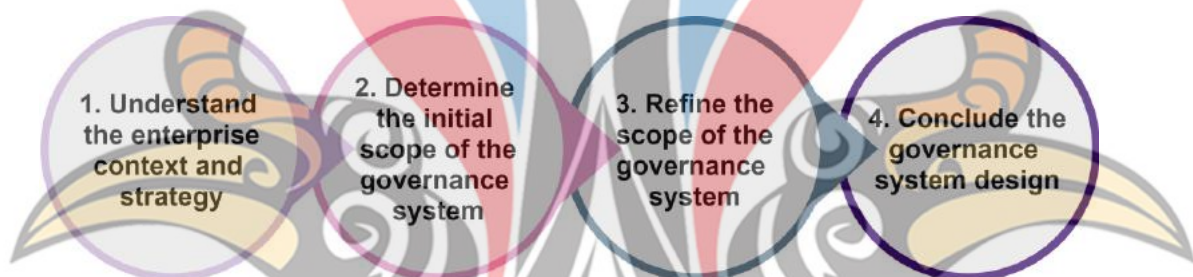 1. Understand
the enterprise
context and
strategy
2. Determine
the initial
scope of the
governance
system
3. Refine the
scope of the
governance
system
4. Conclude the
governance
system design